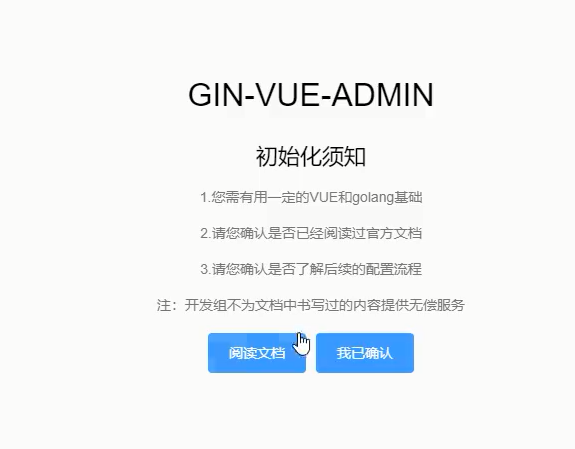 GIN-VUE-ADMIN
初始化须知
1.您需有用一定的VUE和golang基础
2.请您确认是否已经阅读过官方文档
3.请您确认是否了解后续的配置流程
注：开发组不为文档中书写过的内容提供无偿服务
阅读文档 我已确认